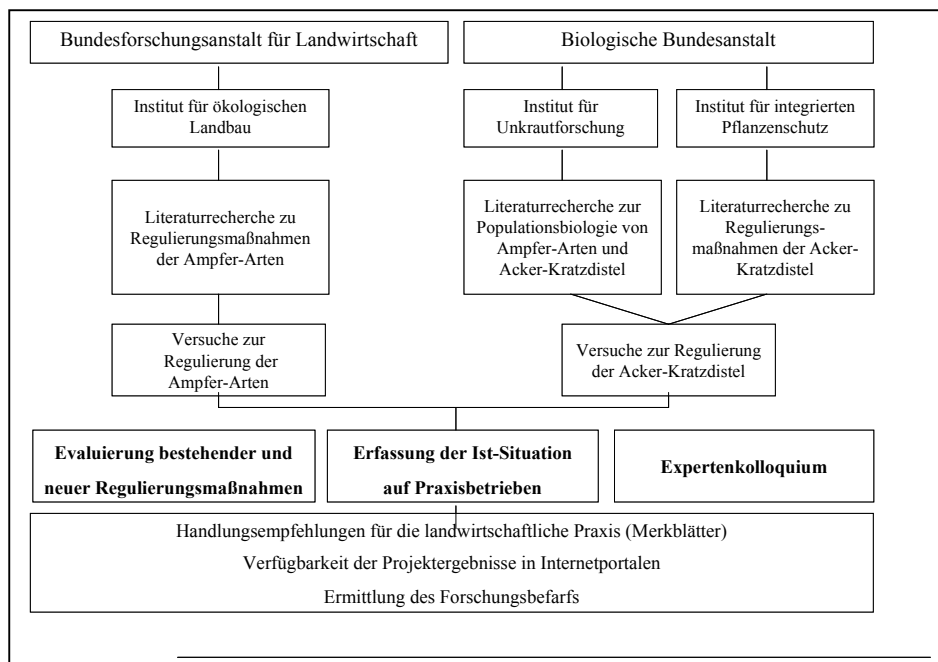 Bundesforschungsanstalt für Landwirtschaft
Biologische Bundesanstalt
Institut für ökologischen
Landbau
Institut für
Unkrautforschung
Institut für integrierten
Pflanzenschutz
Literaturrecherche zu
Regulierungsmaßnahmen
der Ampfer-Arten
Literaturrecherche zur
Populationsbiologie von
Ampfer-Arten und
Acker-Kratzdistel
Literaturrecherche zu
Regulierungs-
maßnahmen der Acker-
Kratzdistel
Versuche zur
Regulierung der
Ampfer-Arten
Versuche zur Regulierung
der Acker-Kratzdistel
Evaluierung bestehender und
neuer Regulierungsmaßnahmen
Erfassung der Ist-Situation
auf Praxisbetrieben
Expertenkolloquium
Handlungsempfehlungen für die landwirtschaftliche Praxis (Merkblätter)
Verfügbarkeit der Projektergebnisse in Internetportalen
Ermittlung des Forschungsbefarfs